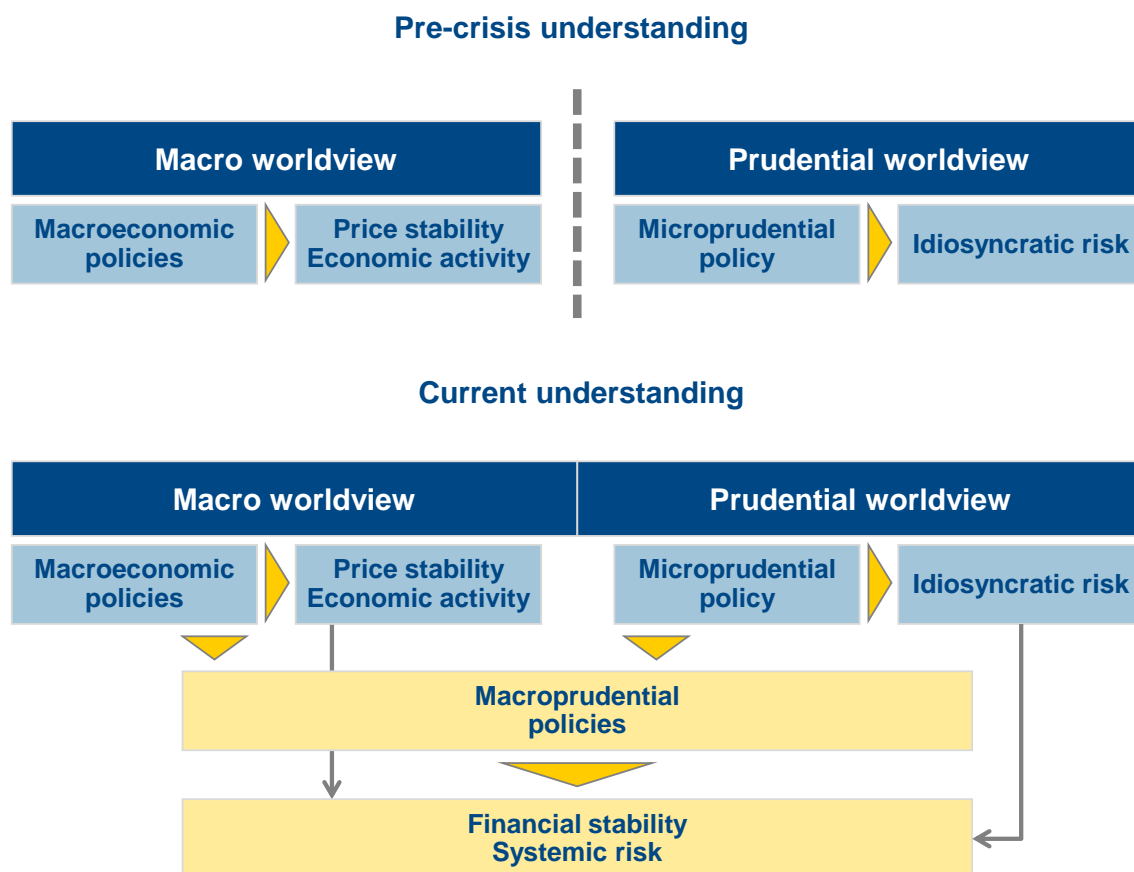 Pre-crisis understanding
Macro worldview
Prudential worldview
Macroeconomic
policies
Price stability
Economic activity
Microprudential
policy
Idiosyncratic risk
Current understanding
Macro worldview
Prudential worldview
Macroeconomic
policies
Price stability
Economic activity
Microprudential
policy
Idiosyncratic risk
Macroprudential
policies
Financial stability
Systemic risk